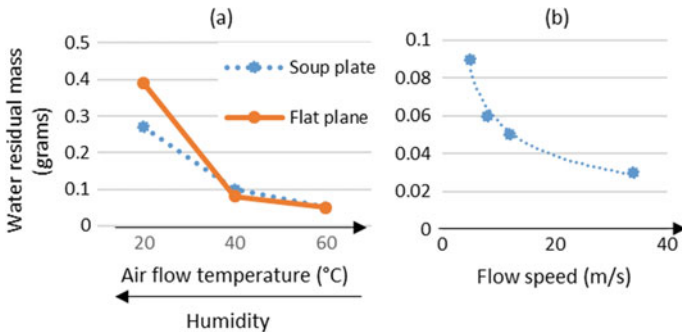 (a)
Water residual mass
(grams)
0.5
0.4
0.3
0.2
0.1
0
Soup plate
Flat plane
20 40 60
Air flow temperature (°C)
Humidity
(b)
0.1
0.08
0.06
0.04
0.02
0
0 20 40
Flow speed (m/s)